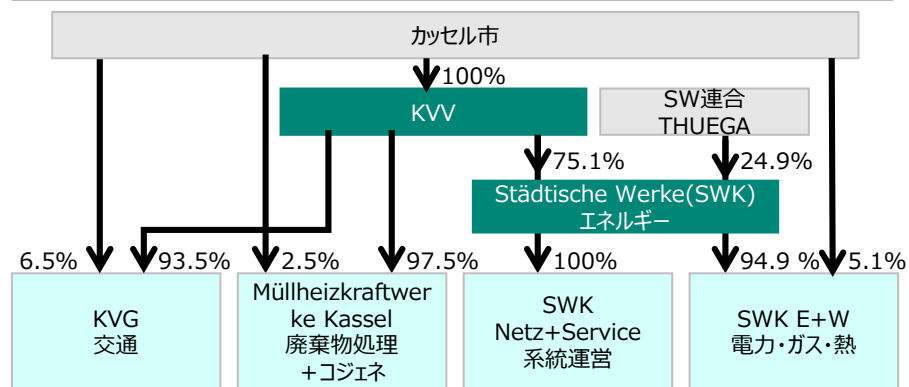 カッセル市
100%
KVV
SW連合
THUEGA
75.1%
24.9%
Städtische Werke(SWK)
エネルギー
6.5%
93.5%
2.5%
97.5%
100%
94.9 %
5.1%
KVG
交通
Müllheizkraftwer
ke Kassel
廃棄物処理
+コジェネ
SWK
Netz+Service
系統運営
SWK E+W
電力・ガス・熱